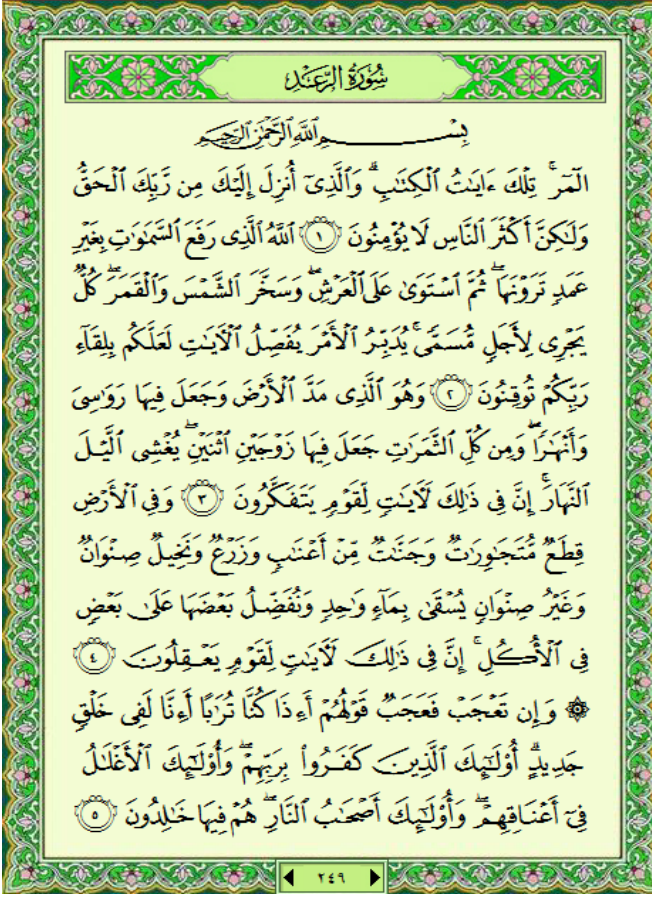 سُورَةُ الرَّعۡدِ
بِسۡمِ ٱللَّهِ ٱلرَّحۡمَٰنِ ٱلرَّحِيمِ
الٓمٓرۚ تِلۡكَ ءَايَٰتُ ٱلۡكِتَٰبِۗ وَٱلَّذِيٓ أُنزِلَ إِلَيۡكَ مِن رَّبِّكَ ٱلۡحَقُّ
وَلَٰكِنَّ أَكۡثَرَ ٱلنَّاسِ لَا يُؤۡمِنُونَ ١ ٱللَّهُ ٱلَّذِي رَفَعَ ٱلسَّمَٰوَٰتِ بِغَيۡرِ
عَمَدٖ تَرَوۡنَهَاۖ ثُمَّ ٱسۡتَوَىٰ عَلَى ٱلۡعَرۡشِۖ وَسَخَّرَ ٱلشَّمۡسَ وَٱلۡقَمَرَۖ كُلّٞ
يَجۡرِي لِأَجَلٖ مُّسَمّٗىۚ يُدَبِّرُ ٱلۡأَمۡرَ يُفَصِّلُ ٱلۡأٓيَٰتِ لَعَلَّكُم بِلِقَآءِ
رَبِّكُمۡ تُوقِنُونَ ٢ وَهُوَ ٱلَّذِي مَدَّ ٱلۡأَرۡضَ وَجَعَلَ فِيهَا رَوَٰسِيَ
وَأَنۡهَٰرٗاۖ وَمِن كُلِّ ٱلثَّمَرَٰتِ جَعَلَ فِيهَا زَوۡجَيۡنِ ٱثۡنَيۡنِۖ يُغۡشِي ٱلَّيۡلَ
ٱلنَّهَارَۚ إِنَّ فِي ذَٰلِكَ لَأٓيَٰتٖ لِّقَوۡمٖ يَتَفَكَّرُونَ ٣ وَفِي ٱلۡأَرۡضِ
قِطَعٞ مُّتَجَٰوِرَٰتٞ وَجَنَّٰتٞ مِّنۡ أَعۡنَٰبٖ وَزَرۡعٞ وَنَخِيلٞ صِنۡوَانٞ
وَغَيۡرُ صِنۡوَانٖ يُسۡقَىٰ بِمَآءٖ وَٰحِدٖ وَنُفَضِّلُ بَعۡضَهَا عَلَىٰ بَعۡضٖ
فِي ٱلۡأُكُلِۚ إِنَّ فِي ذَٰلِكَ لَأٓيَٰتٖ لِّقَوۡمٖ يَعۡقِلُونَ ٤
۞ وَإِن تَعۡجَبۡ فَعَجَبٞ قَوۡلُهُمۡ أَءِذَا كُنَّا تُرَٰبًا أَءِنَّا لَفِي خَلۡقٖ
جَدِيدٍۗ أُوْلَٰٓئِكَ ٱلَّذِينَ كَفَرُواْ بِرَبِّهِمۡۖ وَأُوْلَٰٓئِكَ ٱلۡأَغۡلَٰلُ
فِيٓ أَعۡنَاقِهِمۡۖ وَأُوْلَٰٓئِكَ أَصۡحَٰبُ ٱلنَّارِۖ هُمۡ فِيهَا خَٰلِدُونَ ٥
٢٤٩